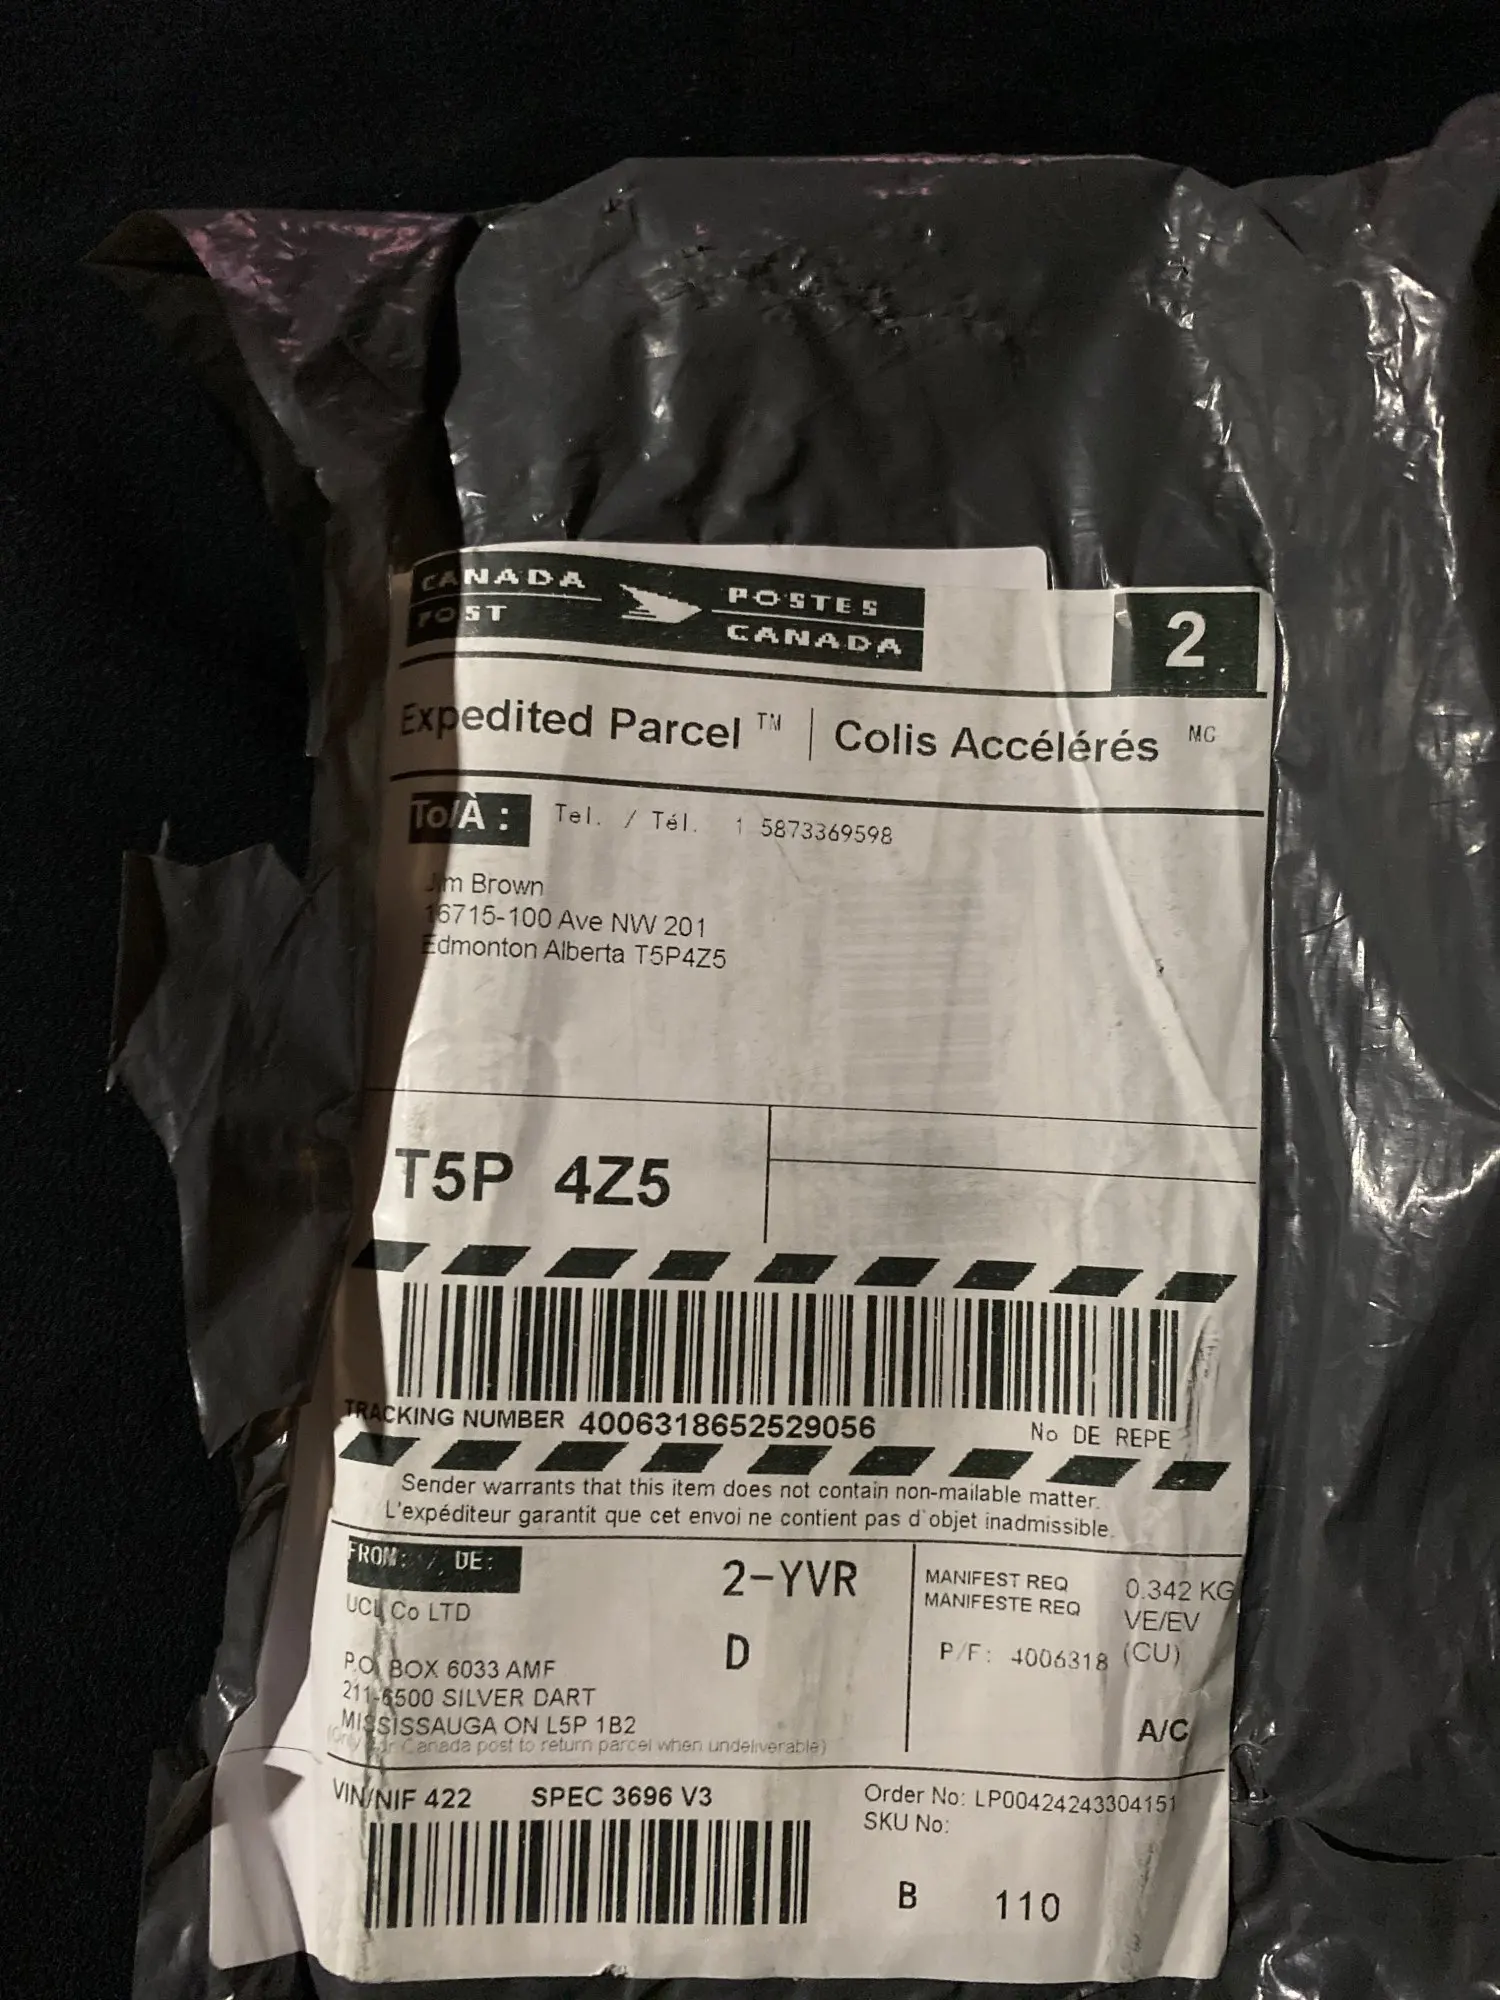 CANADA POST
POSTES CANADA
2
Expedited Parcel ™ | Colis Accélérés MC
To/À : Tel. / Tél. 1 5873369598
Jim Brown
16715-100 Ave NW 201
Edmonton Alberta T5P4Z5
T5P 4Z5
TRACKING NUMBER 4006318652529056 No DE REPE
Sender warrants that this item does not contain non-mailable matter.
L'expéditeur garantit que cet envoi ne contient pas d'objet inadmissible.
FROM: / DE:
UCL Co LTD
P.O. BOX 6033 AMF
211-6500 SILVER DART
MISSISSAUGA ON L5P 1B2
(Only for Canada post to return parcel when undeliverable)
2-YVR
D
MANIFEST REQ 0.342 KG
MANIFESTE REQ VE/EV
P/F: 4006318 (CU)
A/C
VIN/NIF 422 SPEC 3696 V3
Order No: LP00424243304151
SKU No:
B 110